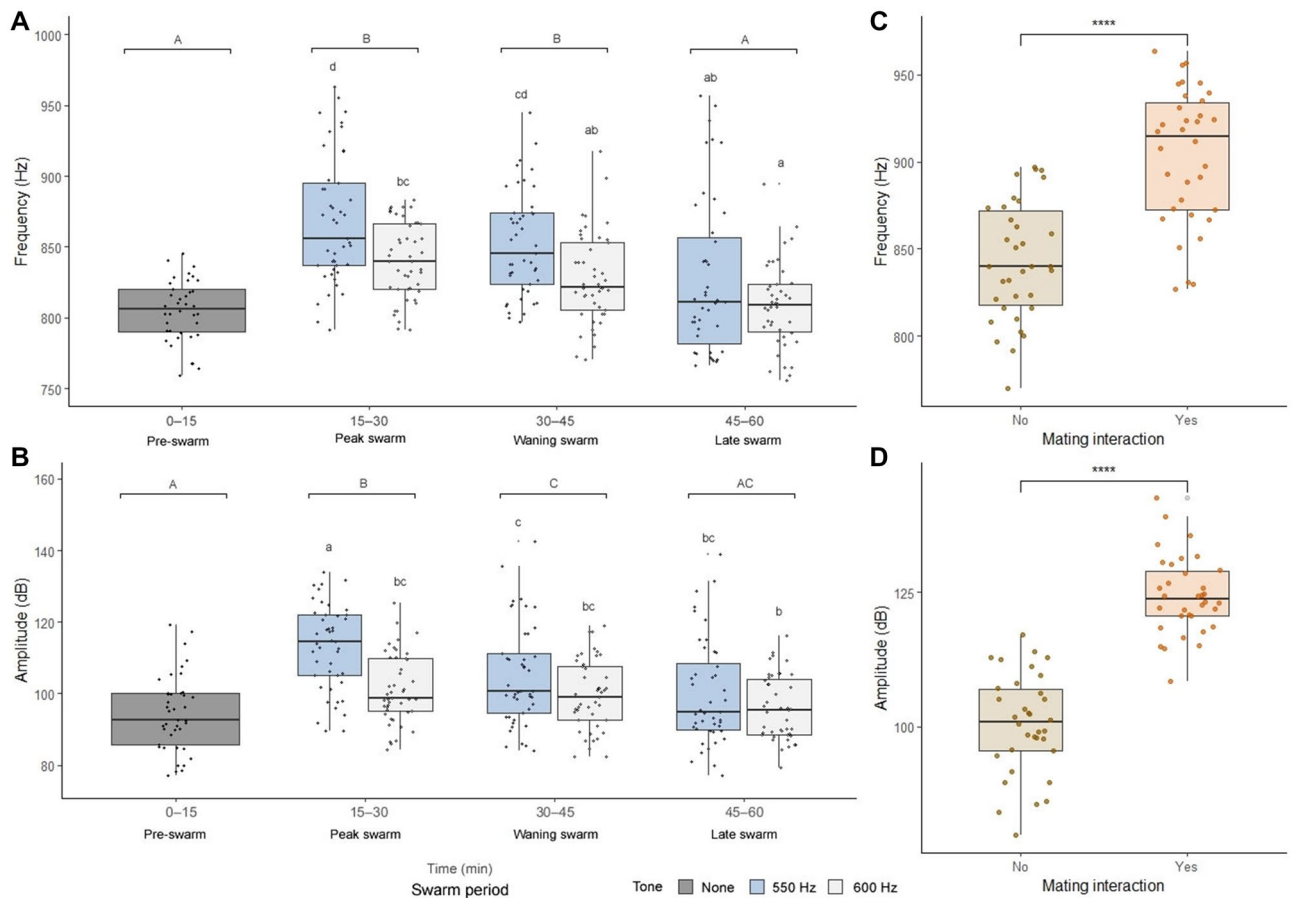 A
Frequency (Hz)
1000
950
900
850
800
750
A
B
B
A
d
bc
cd
ab
ab
a
0–15
15–30
30–45
45–60
Pre-swarm
Peak swarm
Waning swarm
Late swarm
B
Amplitude (dB)
160
140
120
100
80
A
B
C
AC
a
bc
c
bc
bc
b
0–15
15–30
30–45
45–60
Pre-swarm
Peak swarm
Waning swarm
Late swarm
Time (min)
Swarm period
Tone None 550 Hz 600 Hz
C
Frequency (Hz)
950
900
850
800
****
No Yes
Mating interaction
D
Amplitude (dB)
125
100
****
No Yes
Mating interaction